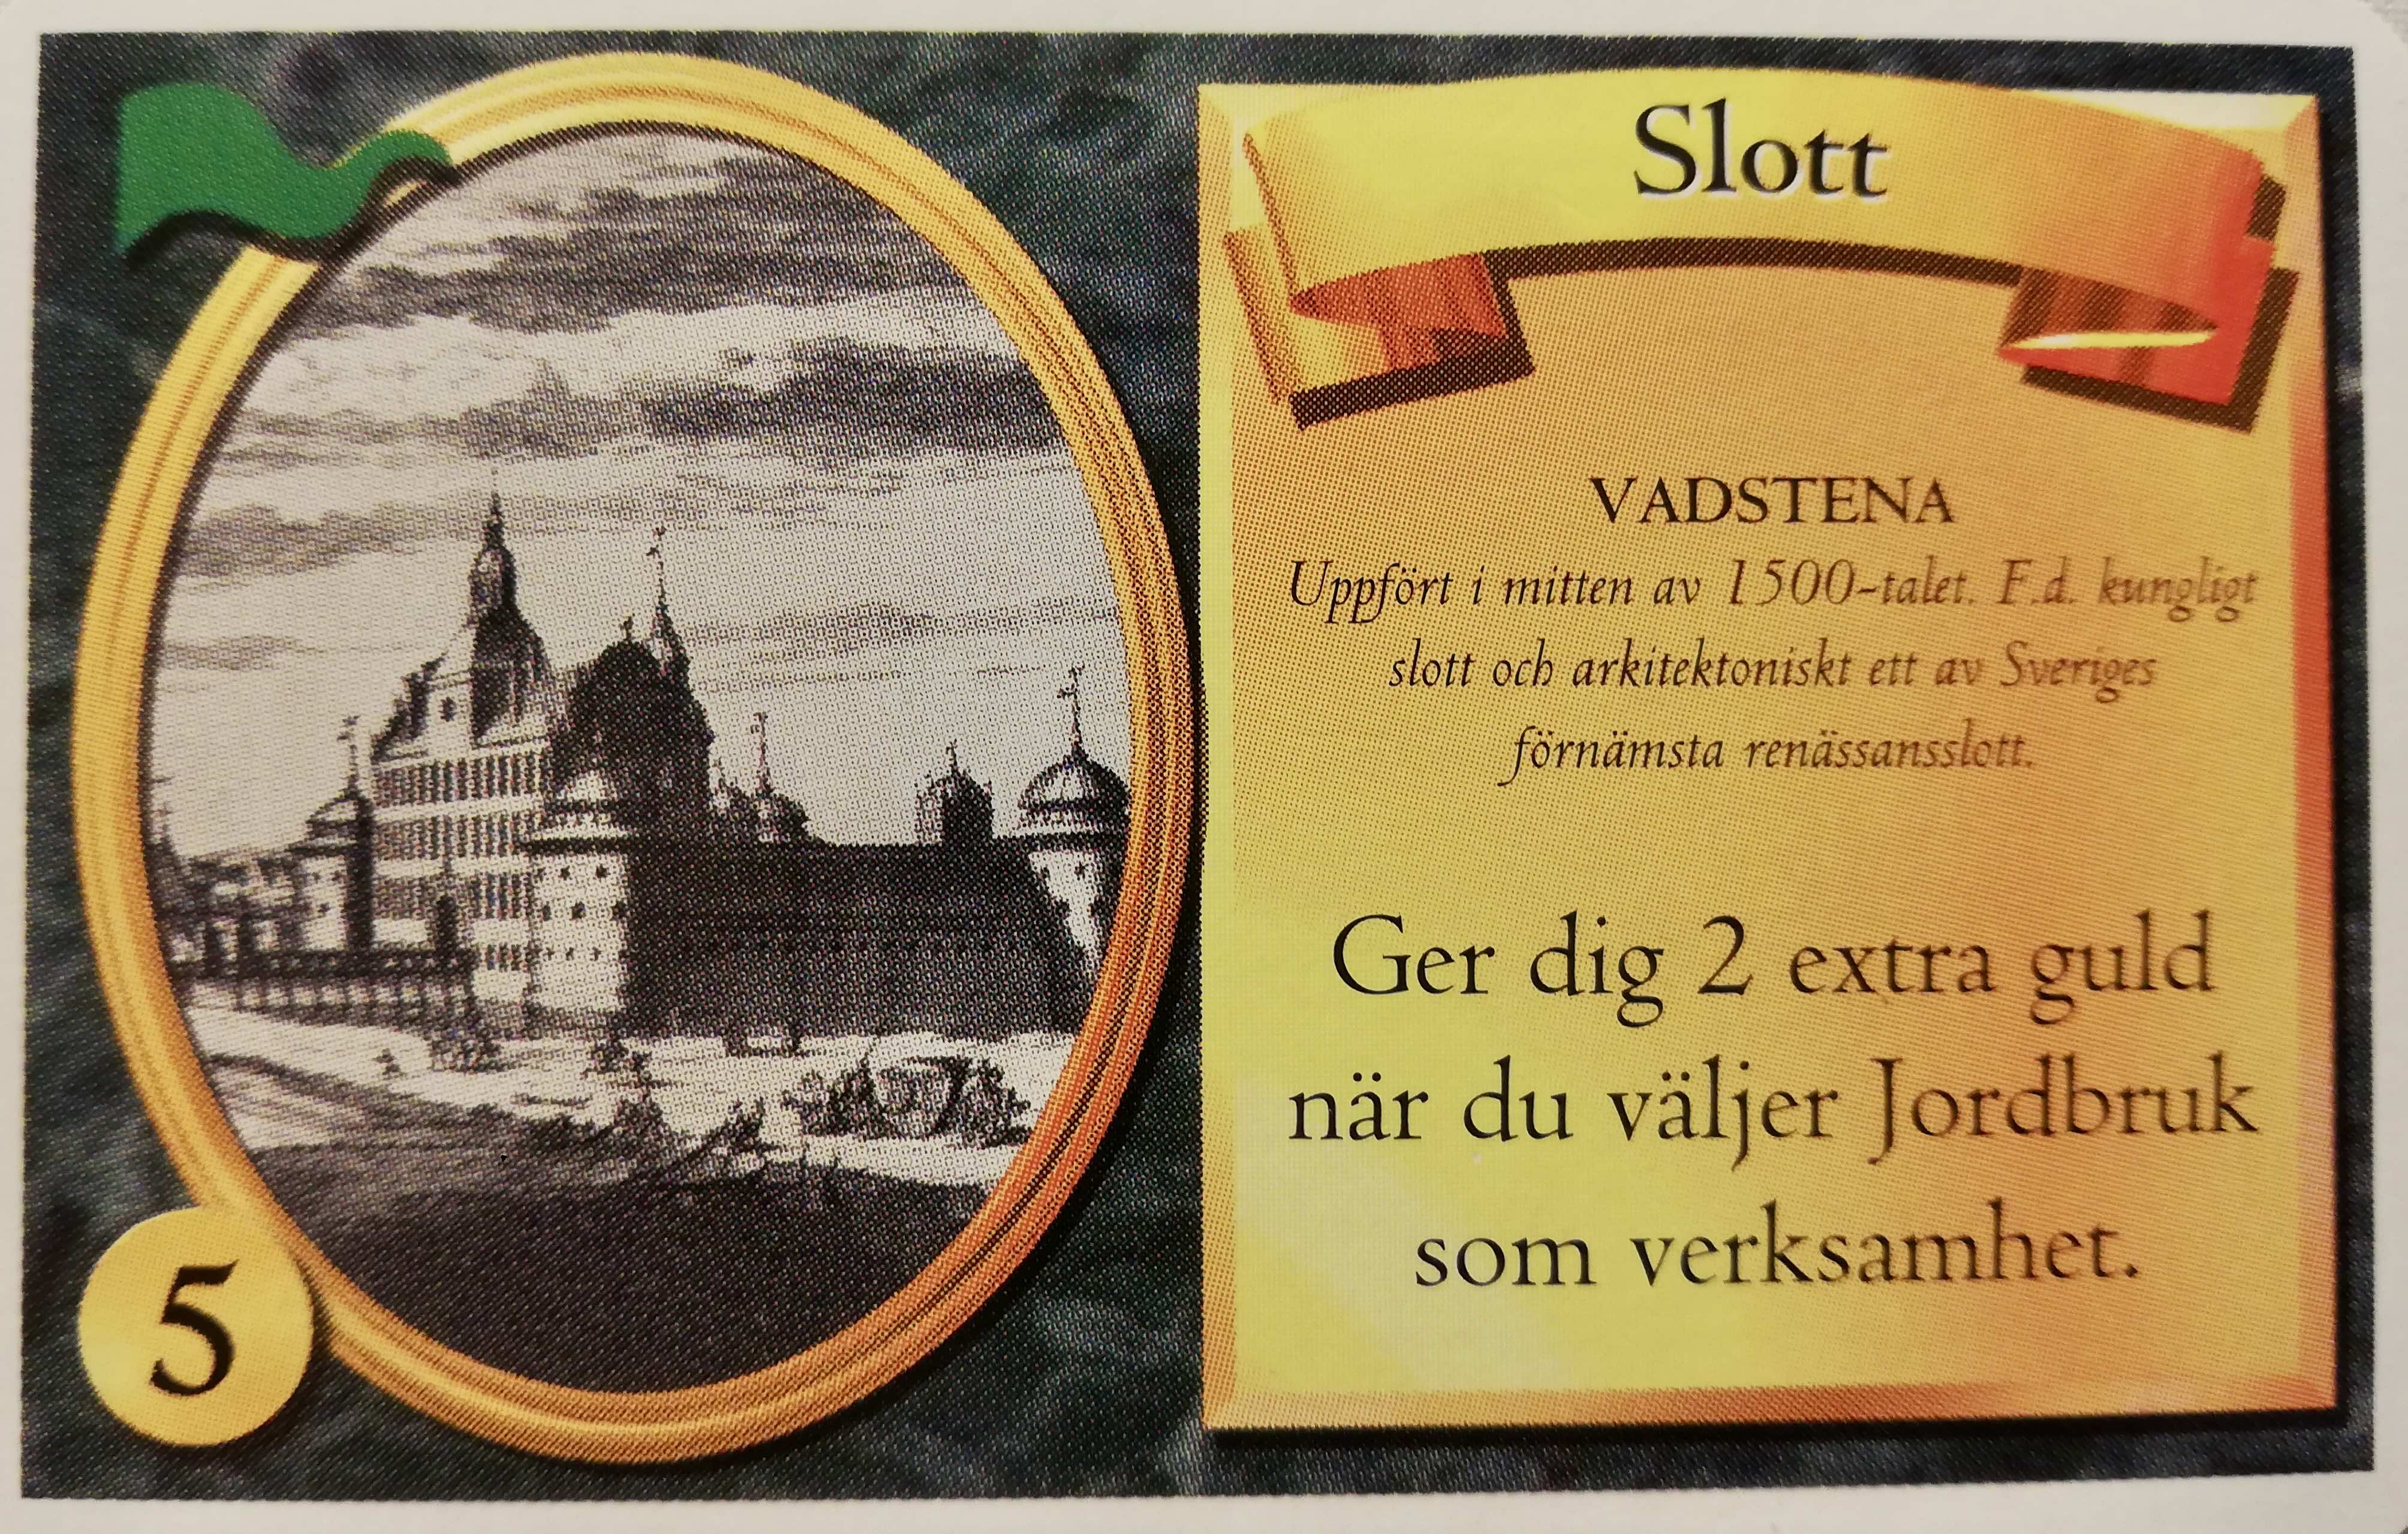 Slott
VADSTENA
Uppfört i mitten av 1500-talet. F.d. kungligt
slott och arkitektoniskt ett av Sveriges
förnämsta renässansslott.
Ger dig 2 extra guld
när du väljer Jordbruk
som verksamhet.
5